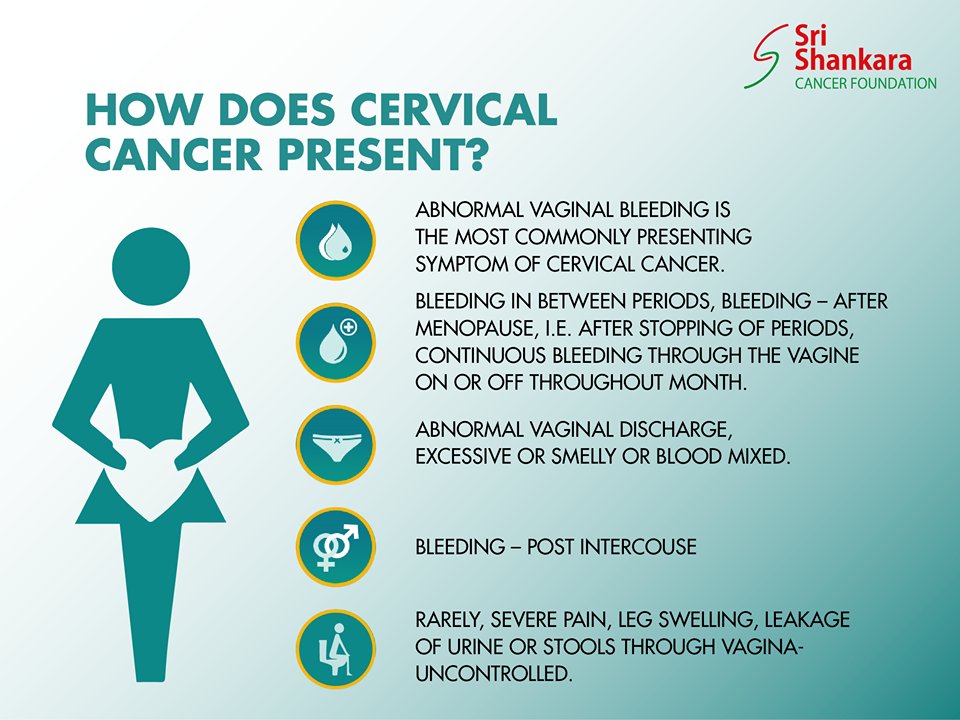 Sri
Shankara
CANCER FOUNDATION
HOW DOES CERVICAL
CANCER PRESENT?
ABNORMAL VAGINAL BLEEDING IS
THE MOST COMMONLY PRESENTING
SYMPTOM OF CERVICAL CANCER.
BLEEDING IN BETWEEN PERIODS, BLEEDING – AFTER
MENOPAUSE, I.E. AFTER STOPPING OF PERIODS,
CONTINUOUS BLEEDING THROUGH THE VAGINE
ON OR OFF THROUGHOUT MONTH.
ABNORMAL VAGINAL DISCHARGE,
EXCESSIVE OR SMELLY OR BLOOD MIXED.
BLEEDING – POST INTERCOUSE
RARELY, SEVERE PAIN, LEG SWELLING, LEAKAGE
OF URINE OR STOOLS THROUGH VAGINA-
UNCONTROLLED.